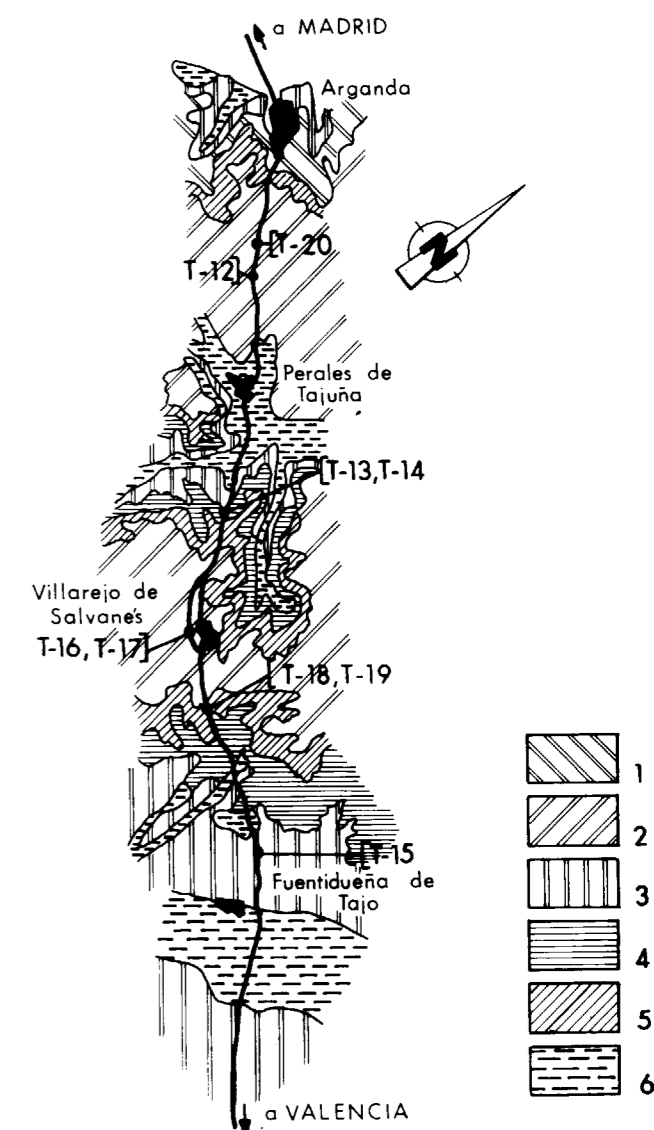 a MADRID
Arganda
[T-20
T-12]
N
Perales de
Tajuña
[T-13,T-14
Villarejo de
Salvanés
T-16, T-17]
[T-18,T-19
1
2
3
4
[T-15
Fuentidueña de
Tajo
5
6
a VALENCIA